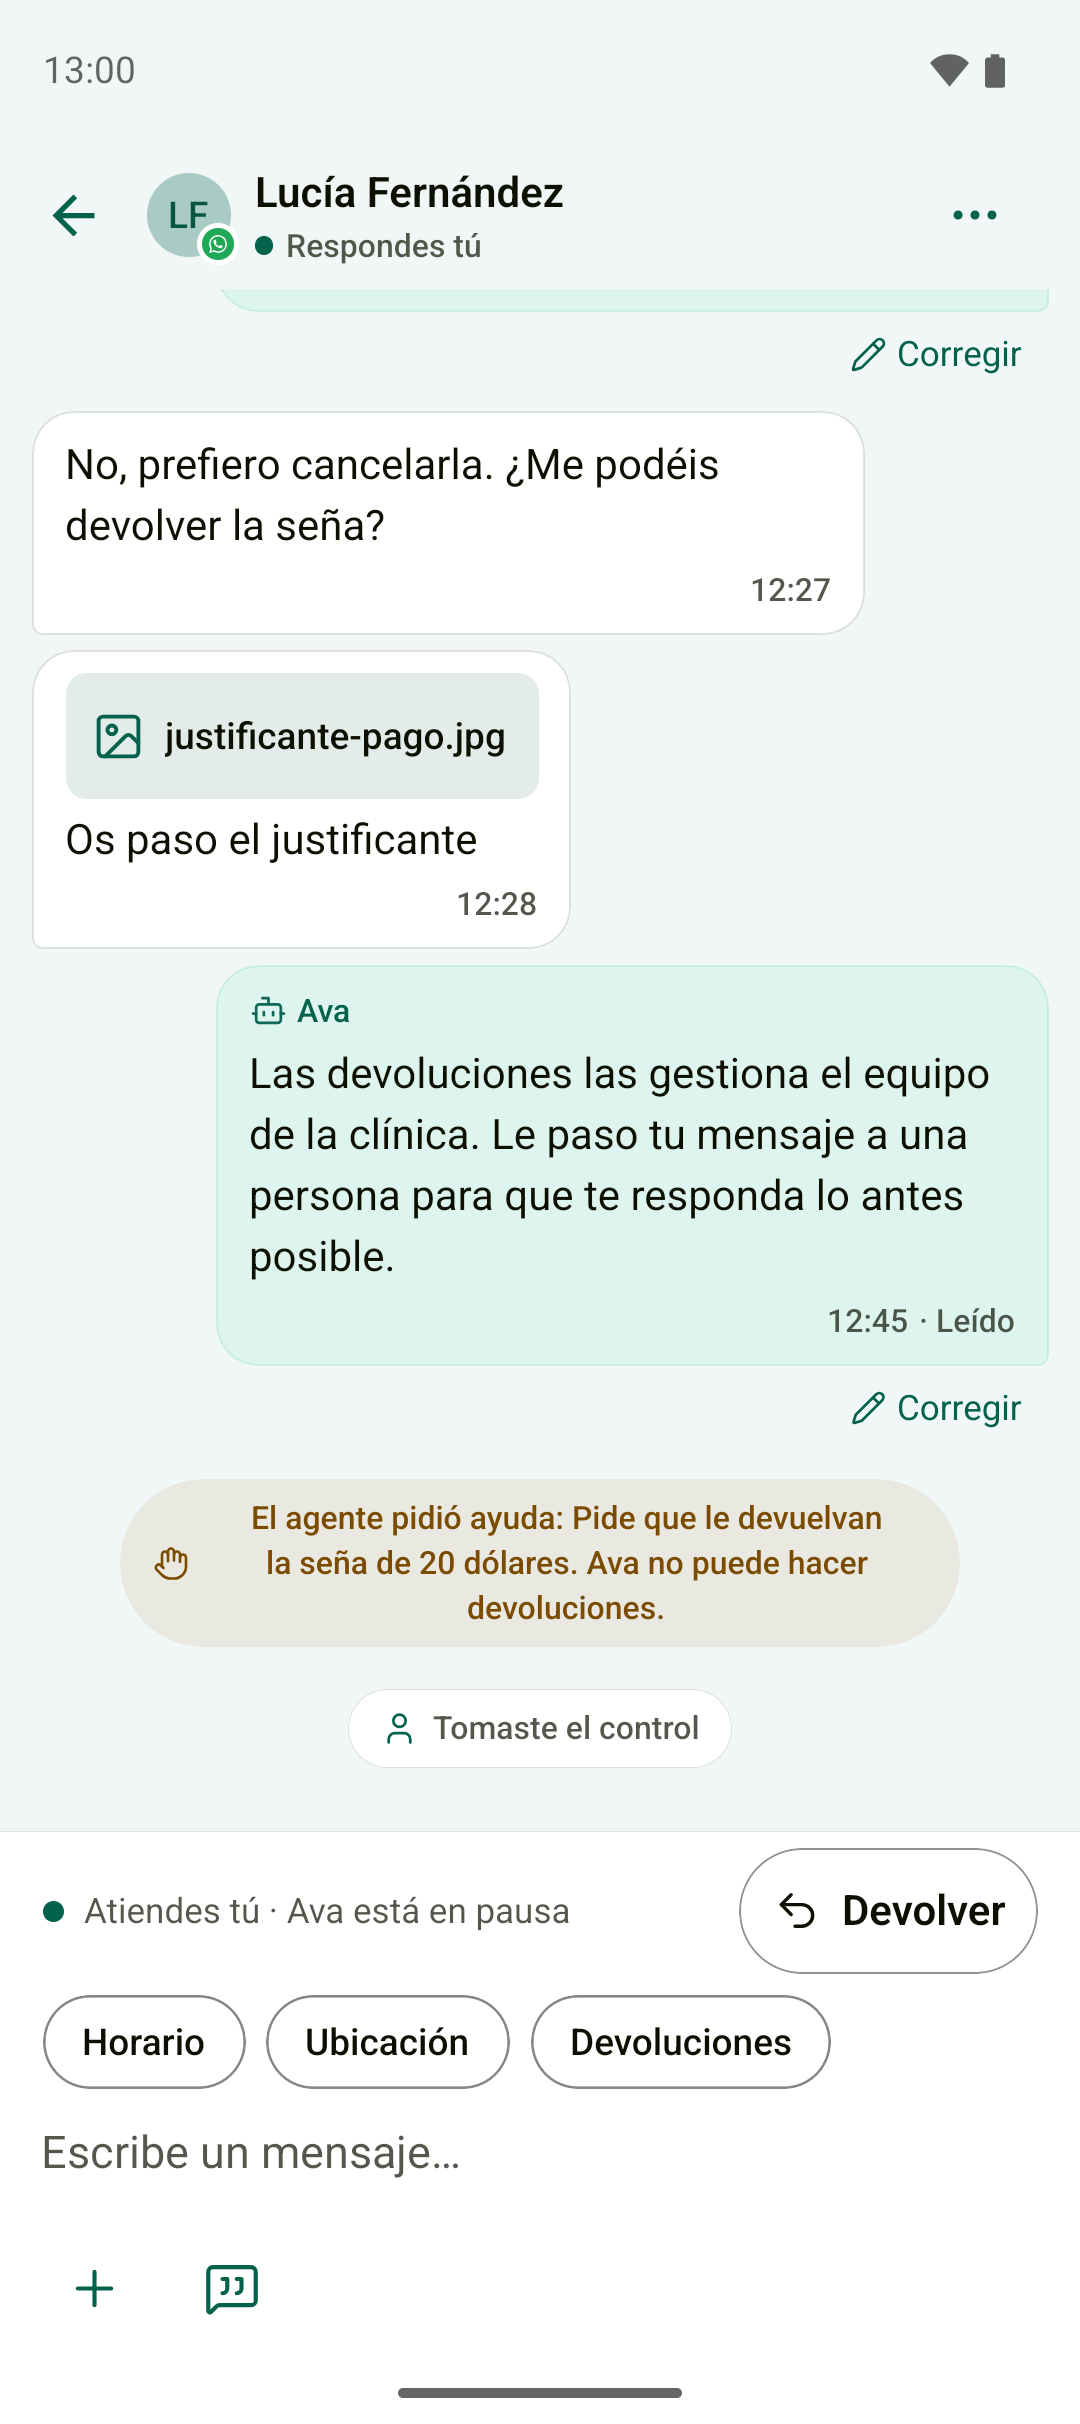 13:00
LF
Lucía Fernández
Respondes tú
Corregir
No, prefiero cancelarla. ¿Me podéis
devolver la seña?
12:27
justificante-pago.jpg
Os paso el justificante
12:28
Ava
Las devoluciones las gestiona el equipo
de la clínica. Le paso tu mensaje a una
persona para que te responda lo antes
posible.
12:45 · Leído
Corregir
El agente pidió ayuda: Pide que le devuelvan
la seña de 20 dólares. Ava no puede hacer
devoluciones.
Tomaste el control
Atiendes tú · Ava está en pausa
Devolver
Horario
Ubicación
Devoluciones
Escribe un mensaje…